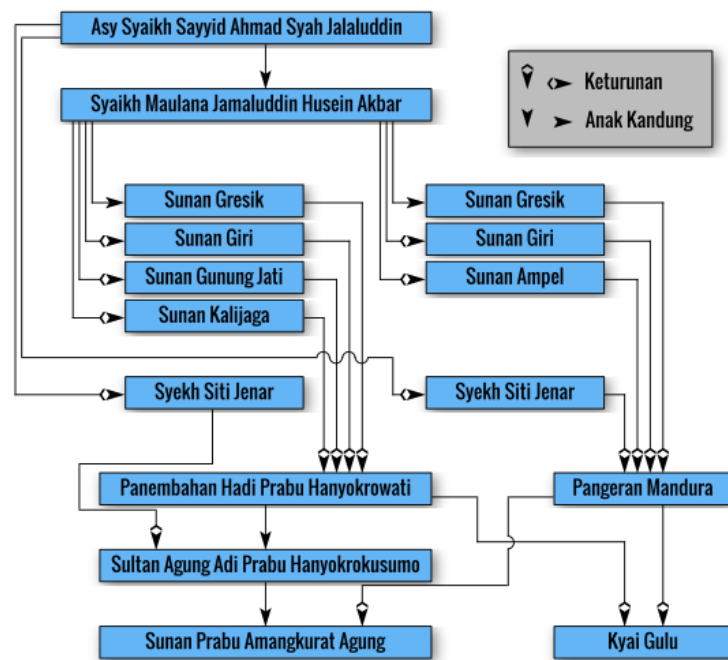 Asy Syaikh Sayyid Ahmad Syah Jalaluddin
Keturunan
Anak Kandung
Syaikh Maulana Jamaluddin Husein Akbar
Sunan Gresik
Sunan Giri
Sunan Gunung Jati
Sunan Kalijaga
Sunan Gresik
Sunan Giri
Sunan Ampel
Syekh Siti Jenar
Syekh Siti Jenar
Panembahan Hadi Prabu Hanyokrowati
Pangeran Mandura
Sultan Agung Adi Prabu Hanyokrokusumo
Sunan Prabu Amangkurat Agung
Kyai Gulu